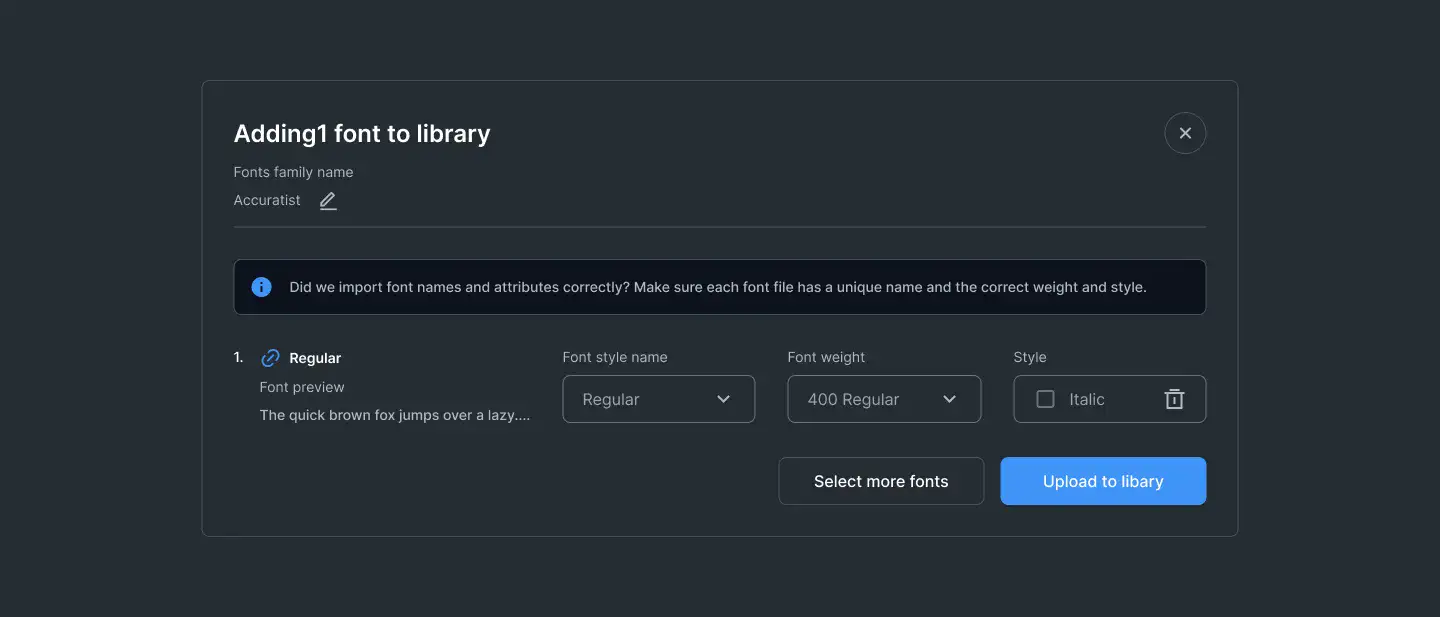 Adding1 font to library
Fonts family name
Accuratist
Did we import font names and attributes correctly? Make sure each font file has a unique name and the correct weight and style.
1. Regular
Font preview
The quick brown fox jumps over a lazy....
Font style name
Regular
Font weight
400 Regular
Style
Italic
Select more fonts
Upload to libary